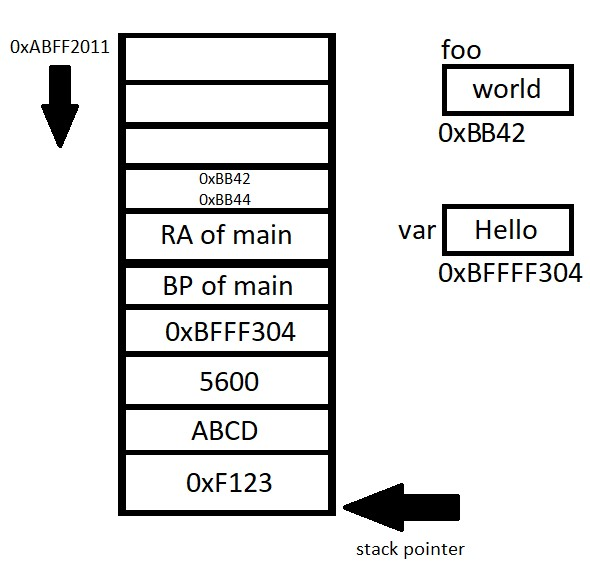 0xABFF2011
0xBB42
0xBB44
RA of main
BP of main
0xBFFF304
5600
ABCD
0xF123
stack pointer
foo
world
0xBB42
var
Hello
0xBFFFF304